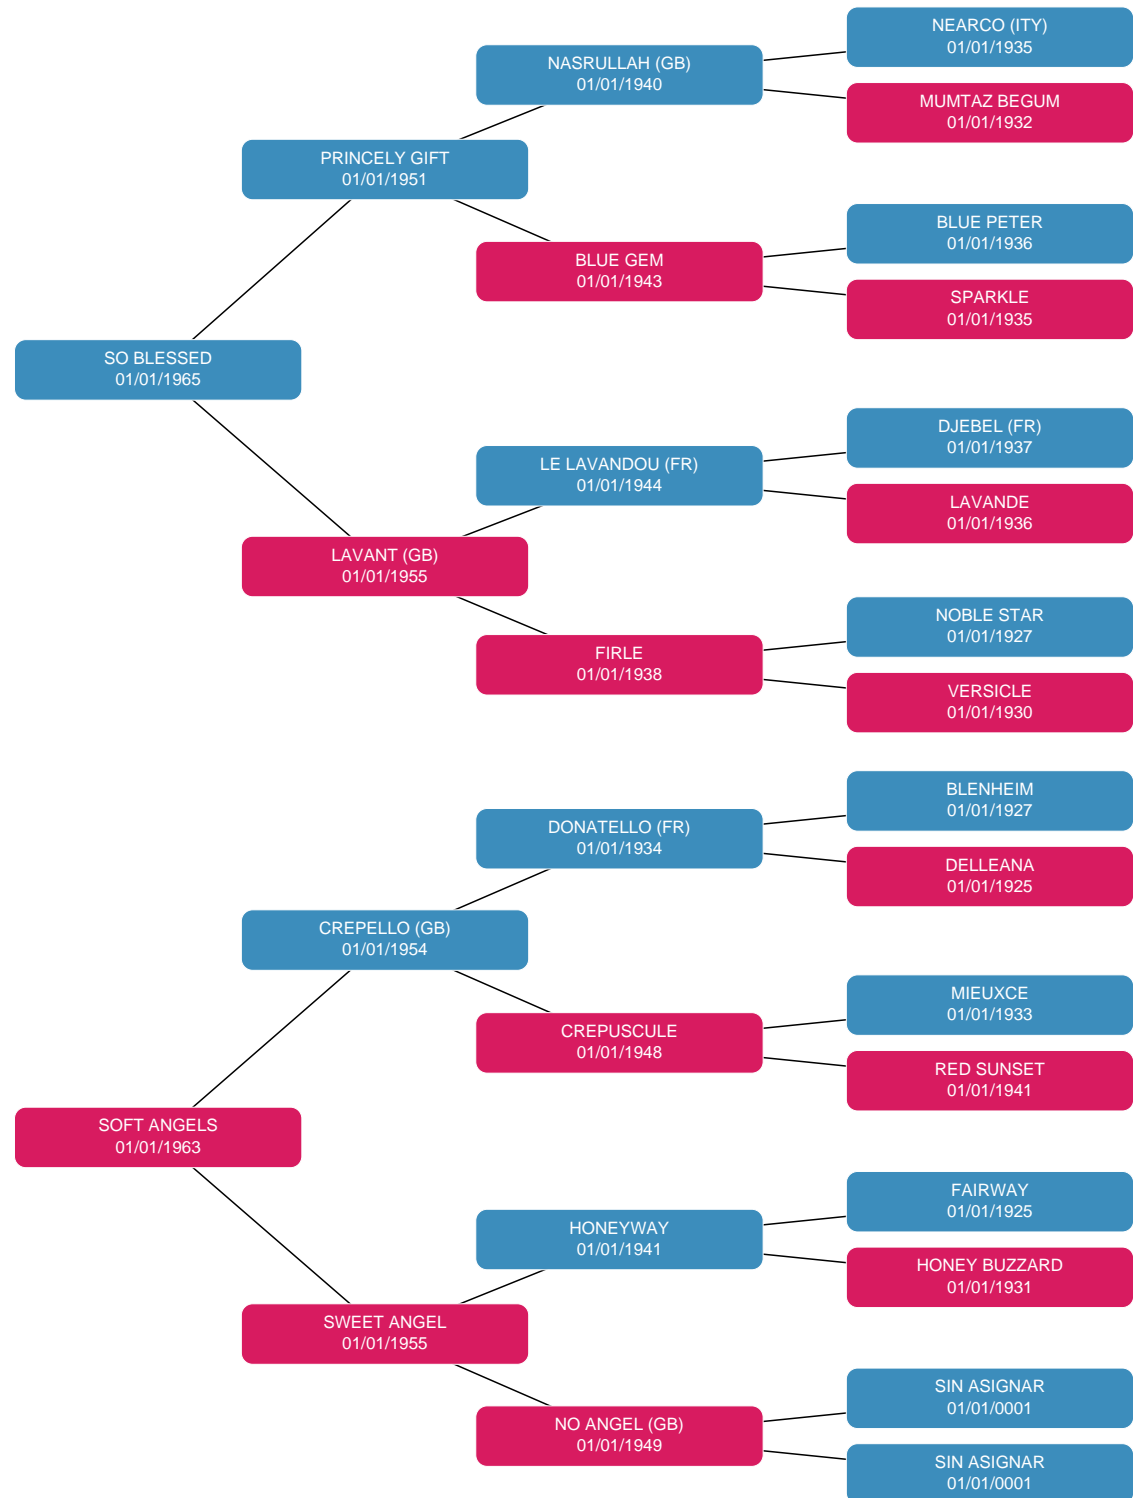 NEARCO (ITY)
01/01/1935
NASRULLAH (GB)
01/01/1940
MUMTAZ BEGUM
01/01/1932
PRINCELY GIFT
01/01/1951
BLUE PETER
01/01/1936
BLUE GEM
01/01/1943
SPARKLE
01/01/1935
SO BLESSED
01/01/1965
DJEBEL (FR)
01/01/1937
LE LAVANDOU (FR)
01/01/1944
LAVANDE
01/01/1936
LAVANT (GB)
01/01/1955
NOBLE STAR
01/01/1927
FIRLE
01/01/1938
VERSICLE
01/01/1930
BLENHEIM
01/01/1927
DONATELLO (FR)
01/01/1934
DELLEANA
01/01/1925
CREPELLO (GB)
01/01/1954
MIEUXCE
01/01/1933
CREPUSCULE
01/01/1948
RED SUNSET
01/01/1941
SOFT ANGELS
01/01/1963
FAIRWAY
01/01/1925
HONEYWAY
01/01/1941
HONEY BUZZARD
01/01/1931
SWEET ANGEL
01/01/1955
SIN ASIGNAR
01/01/0001
NO ANGEL (GB)
01/01/1949
SIN ASIGNAR
01/01/0001